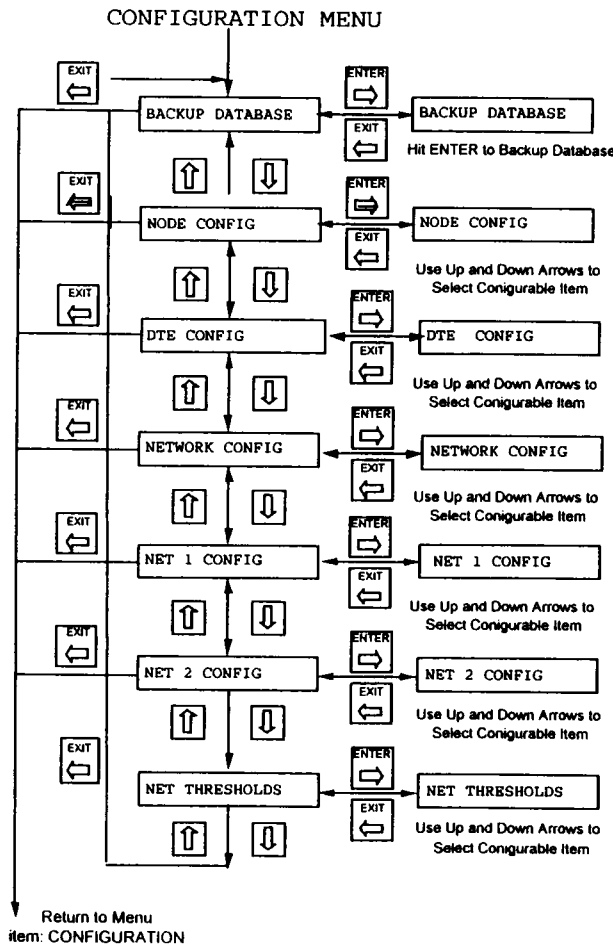 CONFIGURATION MENU
EXIT
ENTER
BACKUP DATABASE
BACKUP DATABASE
EXIT
Hit ENTER to Backup Database
EXIT
ENTER
NODE CONFIG
NODE CONFIG
EXIT
Use Up and Down Arrows to
Select Conigurable Item
EXIT
ENTER
DTE CONFIG
DTE CONFIG
EXIT
Use Up and Down Arrows to
Select Conigurable Item
EXIT
ENTER
NETWORK CONFIG
NETWORK CONFIG
EXIT
Use Up and Down Arrows to
Select Conigurable Item
EXIT
ENTER
NET 1 CONFIG
NET 1 CONFIG
EXIT
Use Up and Down Arrows to
Select Conigurable Item
EXIT
ENTER
NET 2 CONFIG
NET 2 CONFIG
EXIT
Use Up and Down Arrows to
Select Conigurable Item
EXIT
ENTER
NET THRESHOLDS
NET THRESHOLDS
EXIT
Use Up and Down Arrows to
Select Conigurable Item
Return to Menu
item: CONFIGURATION